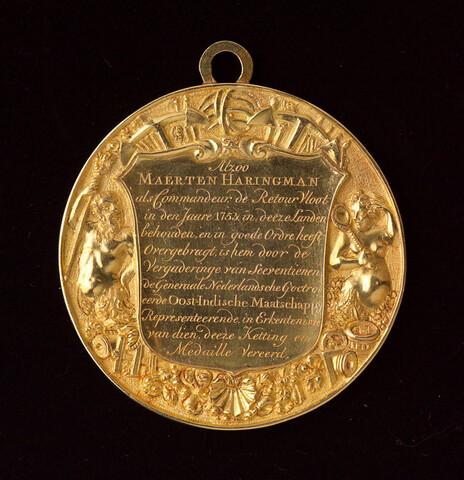 Alzoo
MAERTEN HARINGMAN
als Commandeur de Retour Vloot
in den Jaare 1753, in deeze Landen
behouden, en in goede Ordre heeft
Overgebragt, is hem door de
Vergaderinge van Seeventienen
de Generaale Nederlandsche Goctroi
eerde Oost-Indische Maatschappy
Representeerende, in Erkentenisse
van dien, deeze Ketting en
Medaille Vereerd.